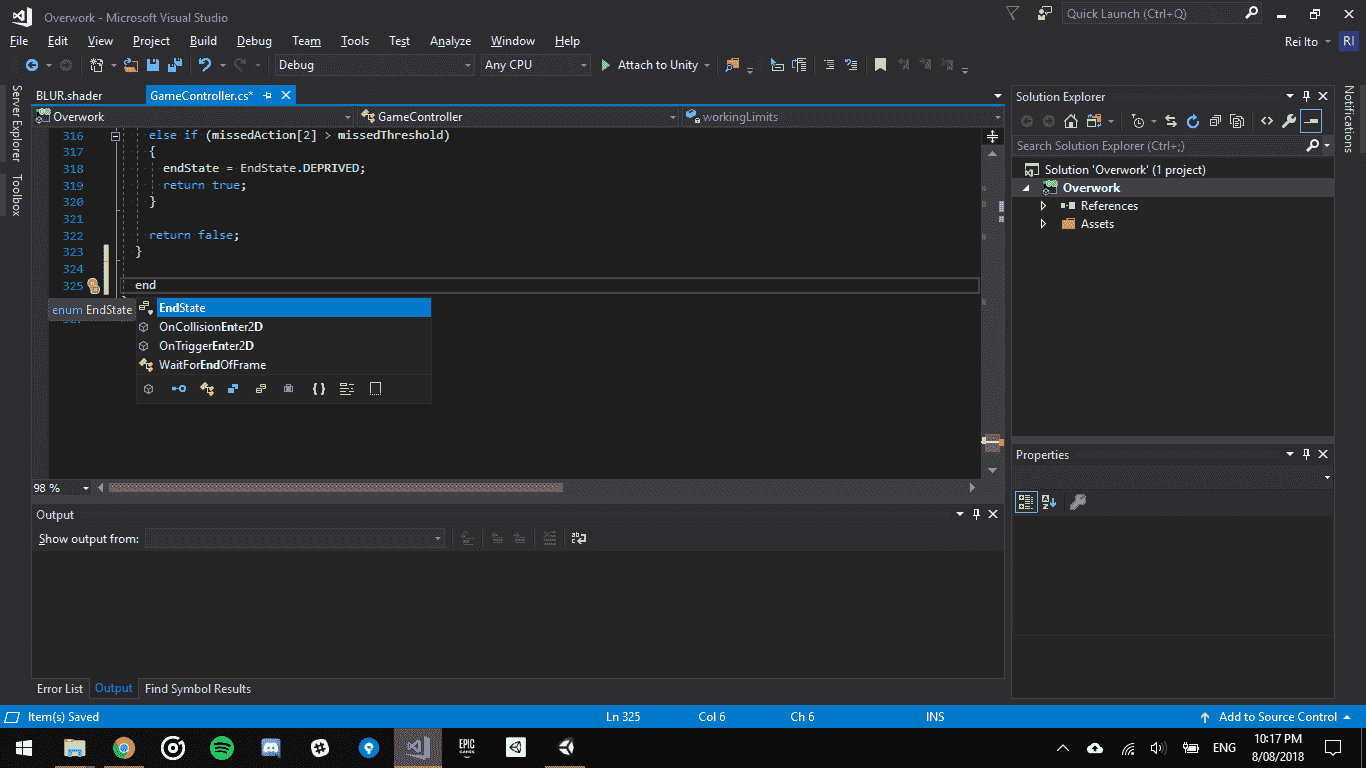 Overwork - Microsoft Visual Studio
Quick Launch (Ctrl+Q)
File Edit View Project Build Debug Team Tools Test Analyze Window Help
Rei Ito RI
Debug Any CPU Attach to Unity
Server Explorer
Toolbox
BLUR.shader GameController.cs*
Overwork GameController workingLimits
316 else if (missedAction[2] > missedThreshold)
317 {
318 endState = EndState.DEPRIVED;
319 return true;
320 }
321
322 return false;
323 }
324
325 end
enum EndState
EndState
OnCollisionEnter2D
OnTriggerEnter2D
WaitForEndOfFrame
98 %
Output
Show output from:
Error List Output Find Symbol Results
Solution Explorer
Search Solution Explorer (Ctrl+;)
Solution 'Overwork' (1 project)
Overwork
References
Assets
Properties
Notifications
Item(s) Saved Ln 325 Col 6 Ch 6 INS Add to Source Control
EPIC GAMES
ENG 10:17 PM
8/08/2018